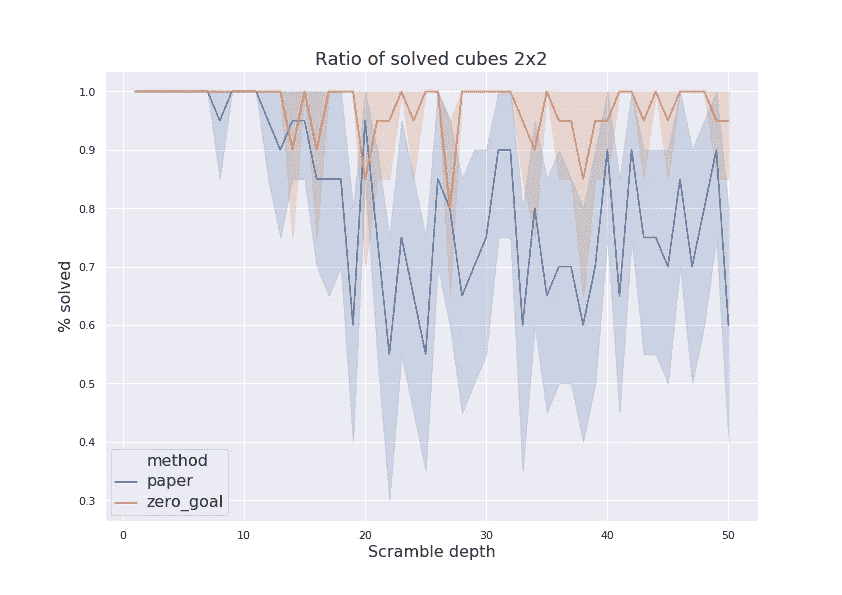 Ratio of solved cubes 2x2
% solved
1.0
0.9
0.8
0.7
0.6
0.5
0.4
0.3
method
paper
zero_goal
0 10 20 30 40 50
Scramble depth